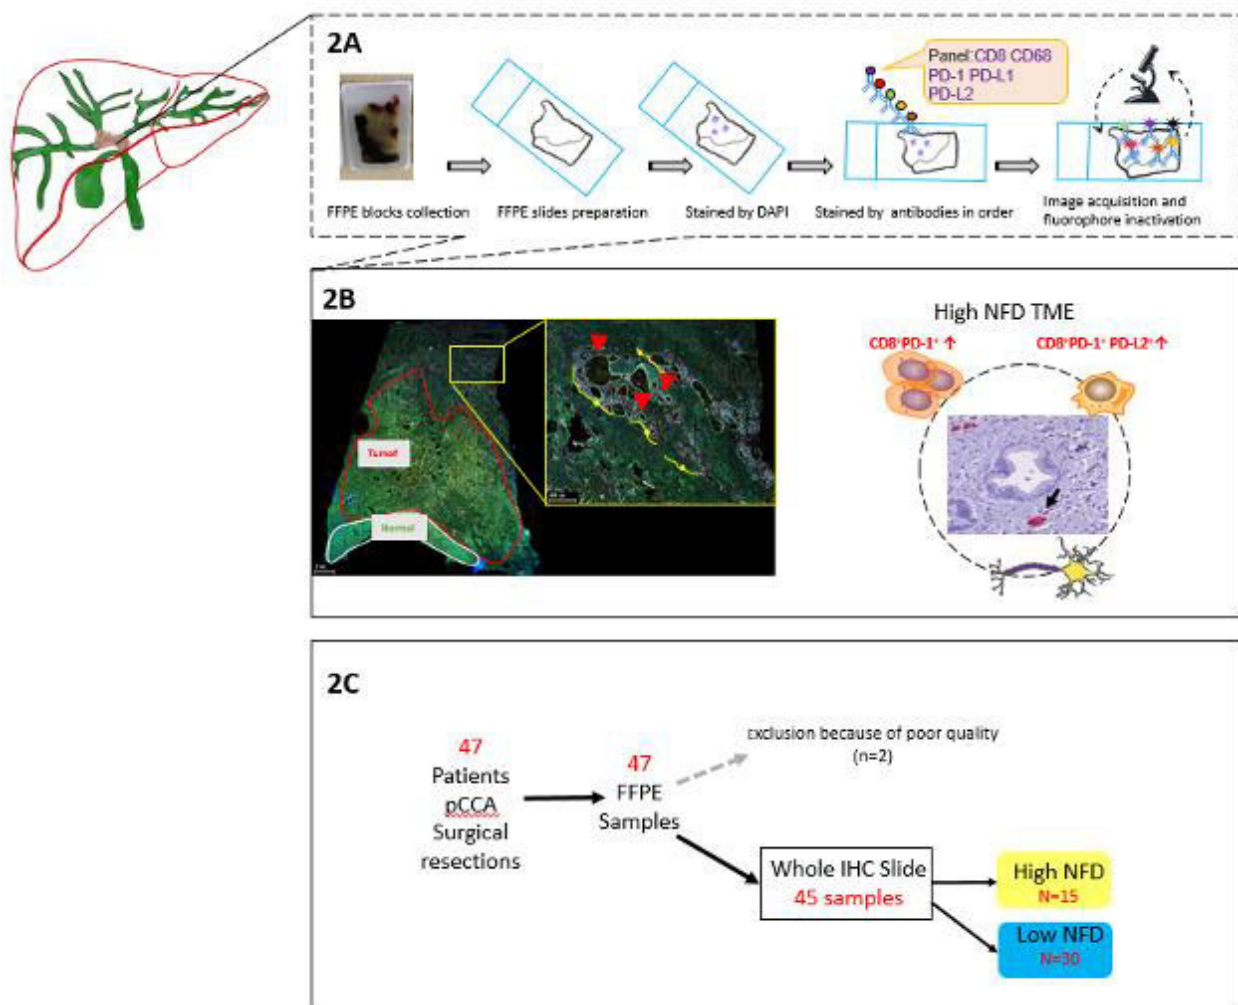 2A
Panel:CD8 CD68
PD-1 PD-L1
PD-L2
FFPE blocks collection
FFPE slides preparation
Stained by DAPI
Stained by antibodies in order
Image acquisition and
fluorophore inactivation
2B
Tumor
Normal
High NFD TME
CD8⁺PD-1⁺ ↑
CD8⁺PD-1⁺ PD-L2⁺↑
2C
47
Patients
pCCA
Surgical
resections
47
FFPE
Samples
Exclusion because of poor quality
(n=2)
Whole IHC Slide
45 samples
High NFD
N=15
Low NFD
N=30